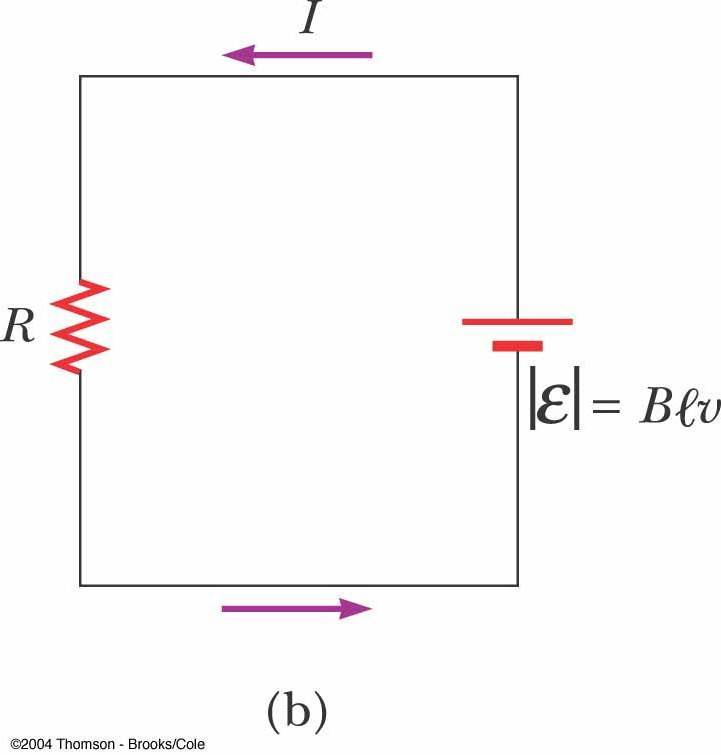 I
R
|ε| = Bℓv
(b)
©2004 Thomson - Brooks/Cole